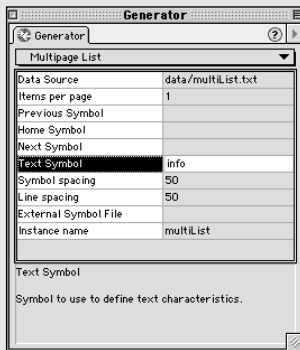 Generator
Generator ?
Multipage List
Data Source data/multiList.txt
Items per page 1
Previous Symbol
Home Symbol
Next Symbol
Text Symbol info
Symbol spacing 50
Line spacing 50
External Symbol File
Instance name multiList
Text Symbol
Symbol to use to define text characteristics.